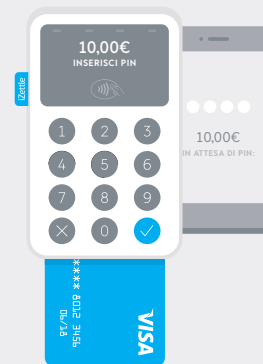 10,00€
INSERISCI PIN
iZettle
1 2 3
4 5 6
7 8 9
0
10,00€
IN ATTESA DI PIN:
**** 8012 3456
06/18
VISA